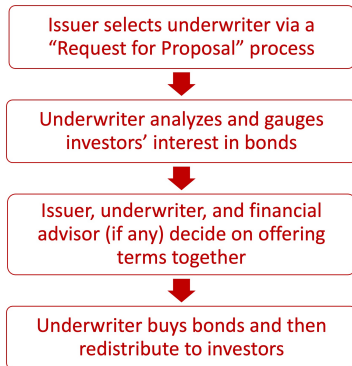 Issuer selects underwriter via a
“Request for Proposal” process
Underwriter analyzes and gauges
investors’ interest in bonds
Issuer, underwriter, and financial
advisor (if any) decide on offering
terms together
Underwriter buys bonds and then
redistribute to investors